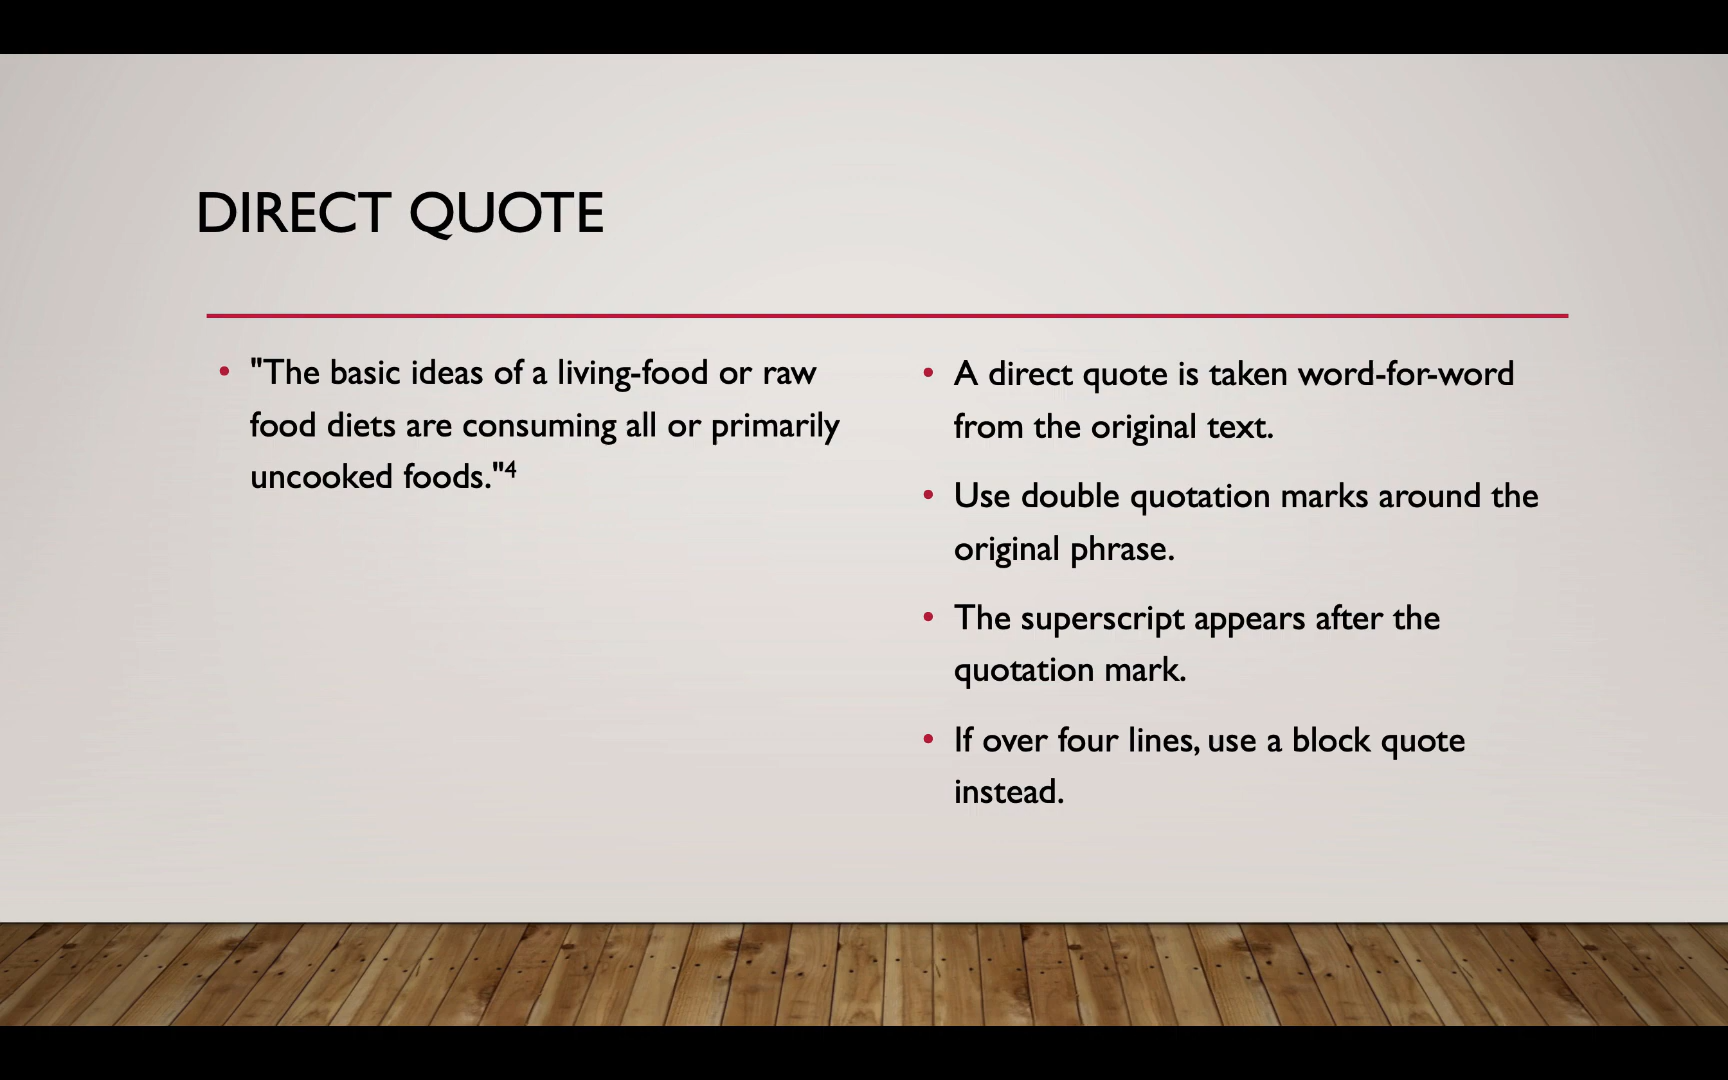 DIRECT QUOTE
• "The basic ideas of a living-food or raw
food diets are consuming all or primarily
uncooked foods."⁴
• A direct quote is taken word-for-word
from the original text.
• Use double quotation marks around the
original phrase.
• The superscript appears after the
quotation mark.
• If over four lines, use a block quote
instead.